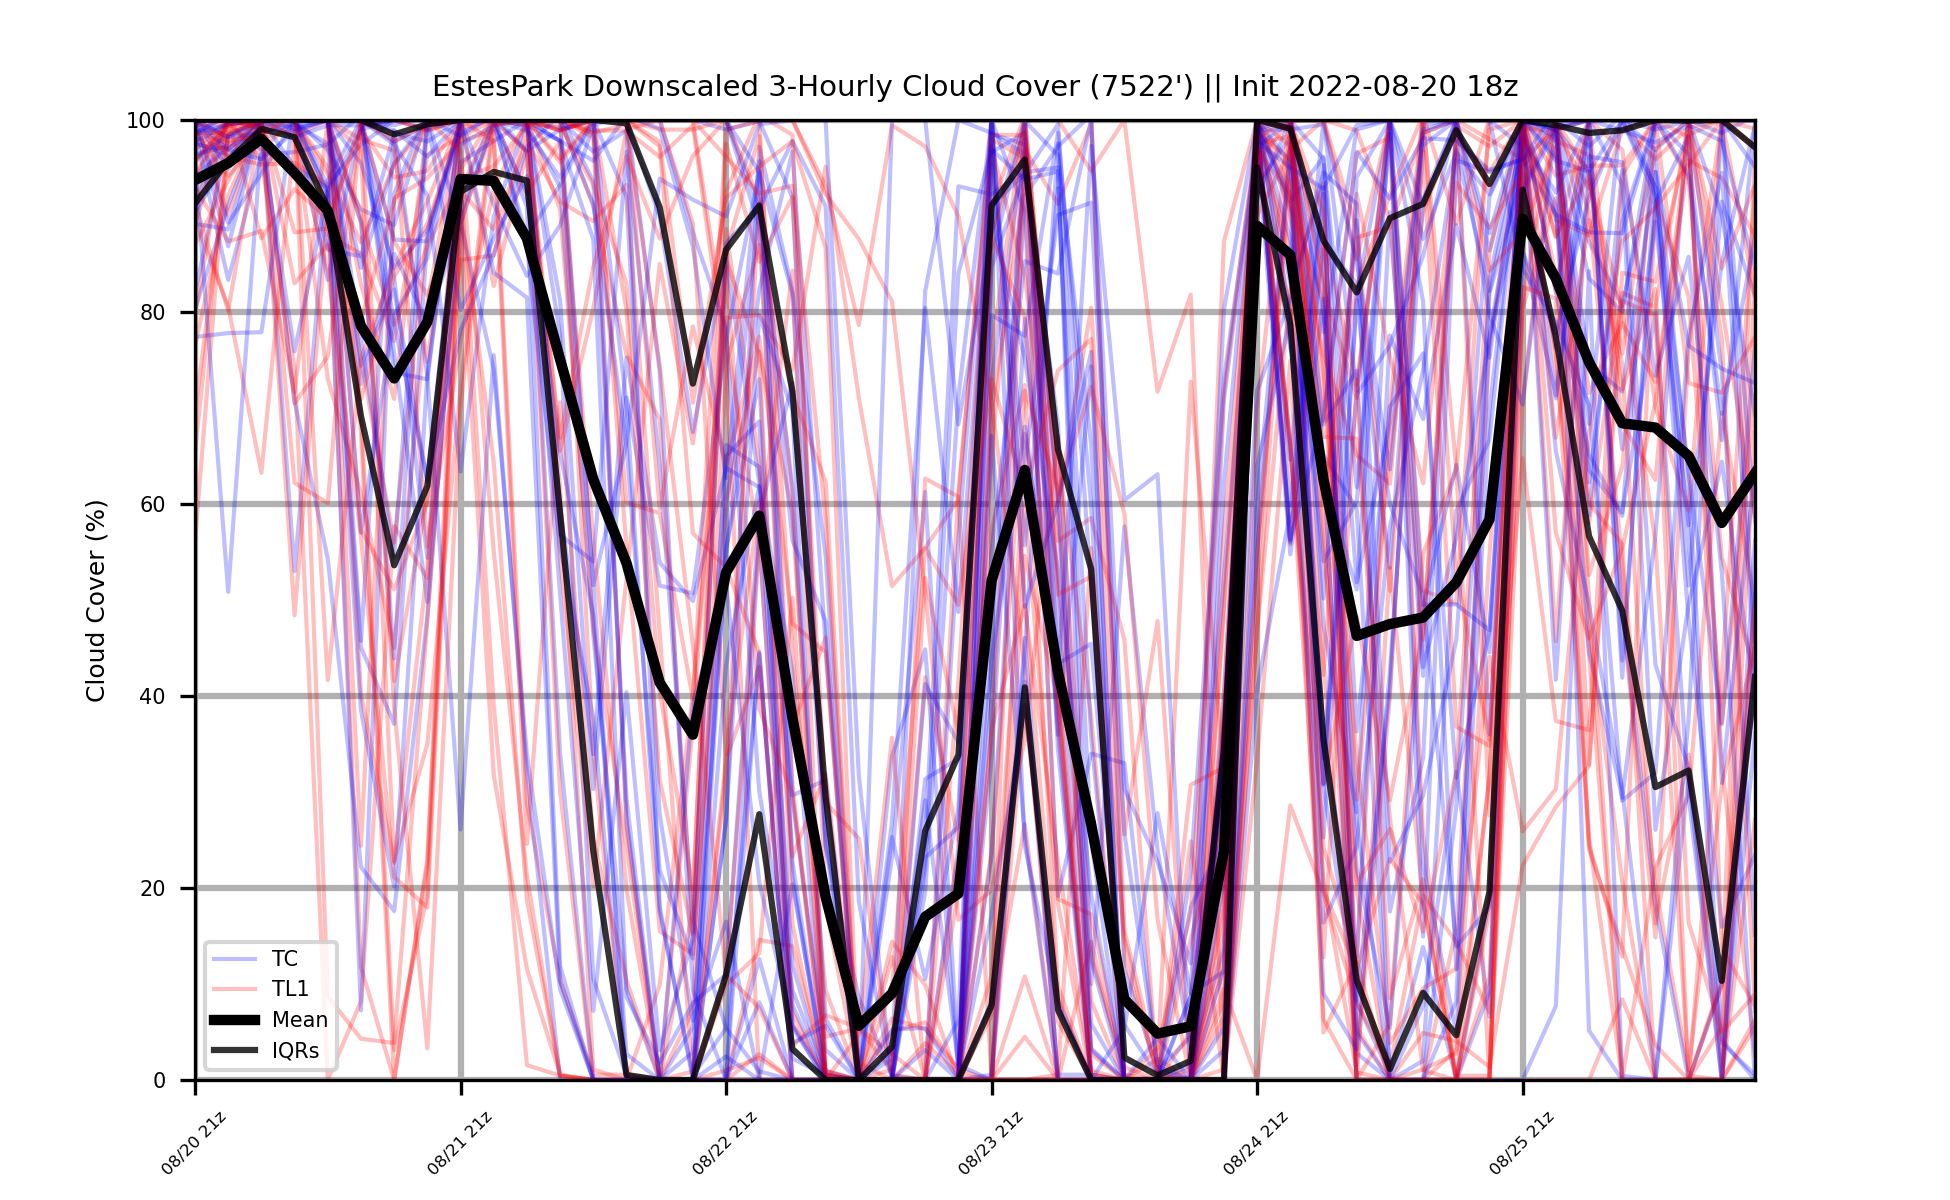 EstesPark Downscaled 3-Hourly Cloud Cover (7522') || Init 2022-08-20 18z
Cloud Cover (%)
100
80
60
40
20
0
TC
TL1
Mean
IQRs
08/20 21z
08/21 21z
08/22 21z
08/23 21z
08/24 21z
08/25 21z